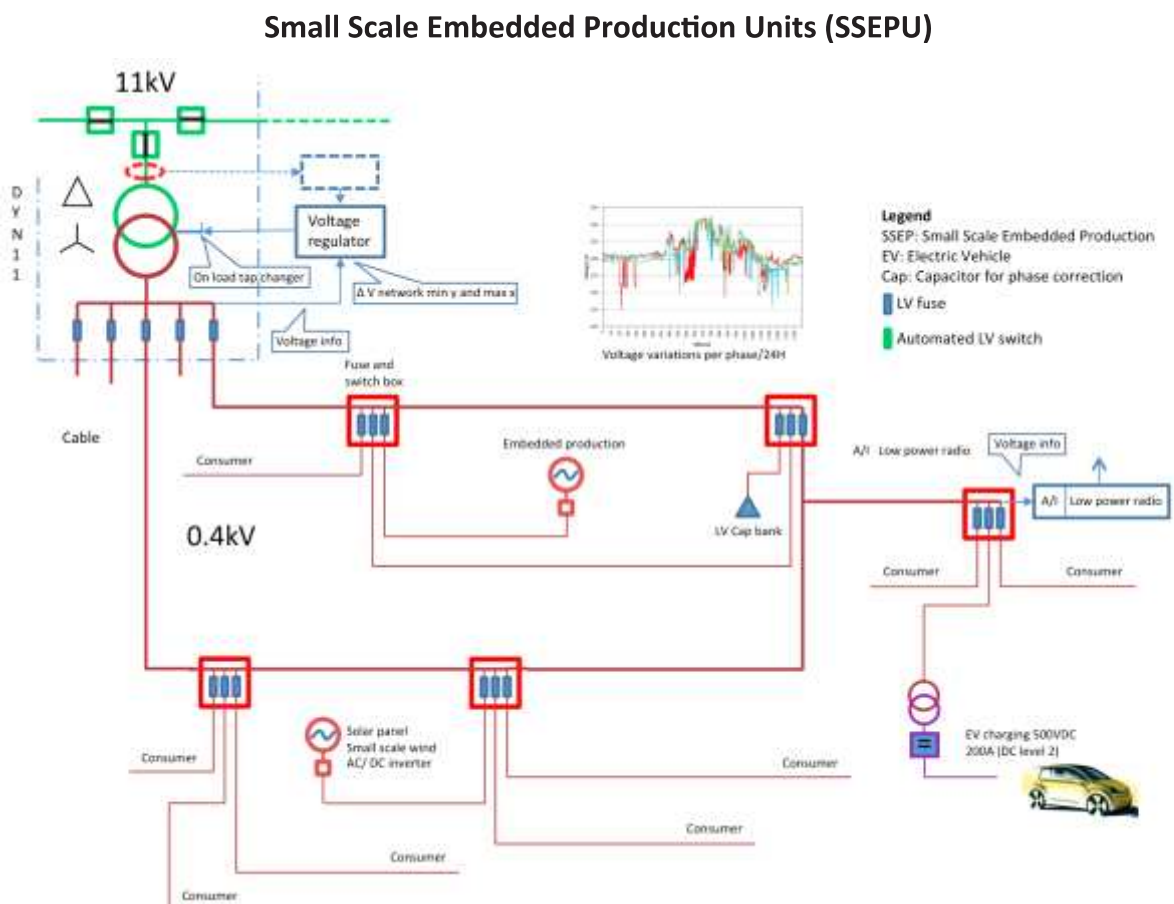 Small Scale Embedded Production Units (SSEPU)
11kV
D
Y
N
1
1
Voltage
regulator
On load tap changer
Δ V network min y and max x
Voltage info
Voltage variations per phase/24H
Legend
SSEP: Small Scale Embedded Production
EV: Electric Vehicle
Cap: Capacitor for phase correction
LV fuse
Automated LV switch
Fuse and
switch box
Cable
Consumer
Embedded production
0.4kV
LV Cap bank
A/I Low power radio
Voltage info
A/I Low power radio
Consumer
Consumer
Solar panel
Small scale wind
AC/ DC inverter
EV charging 500VDC
200A (DC level 2)
Consumer
Consumer
Consumer
Consumer
Consumer